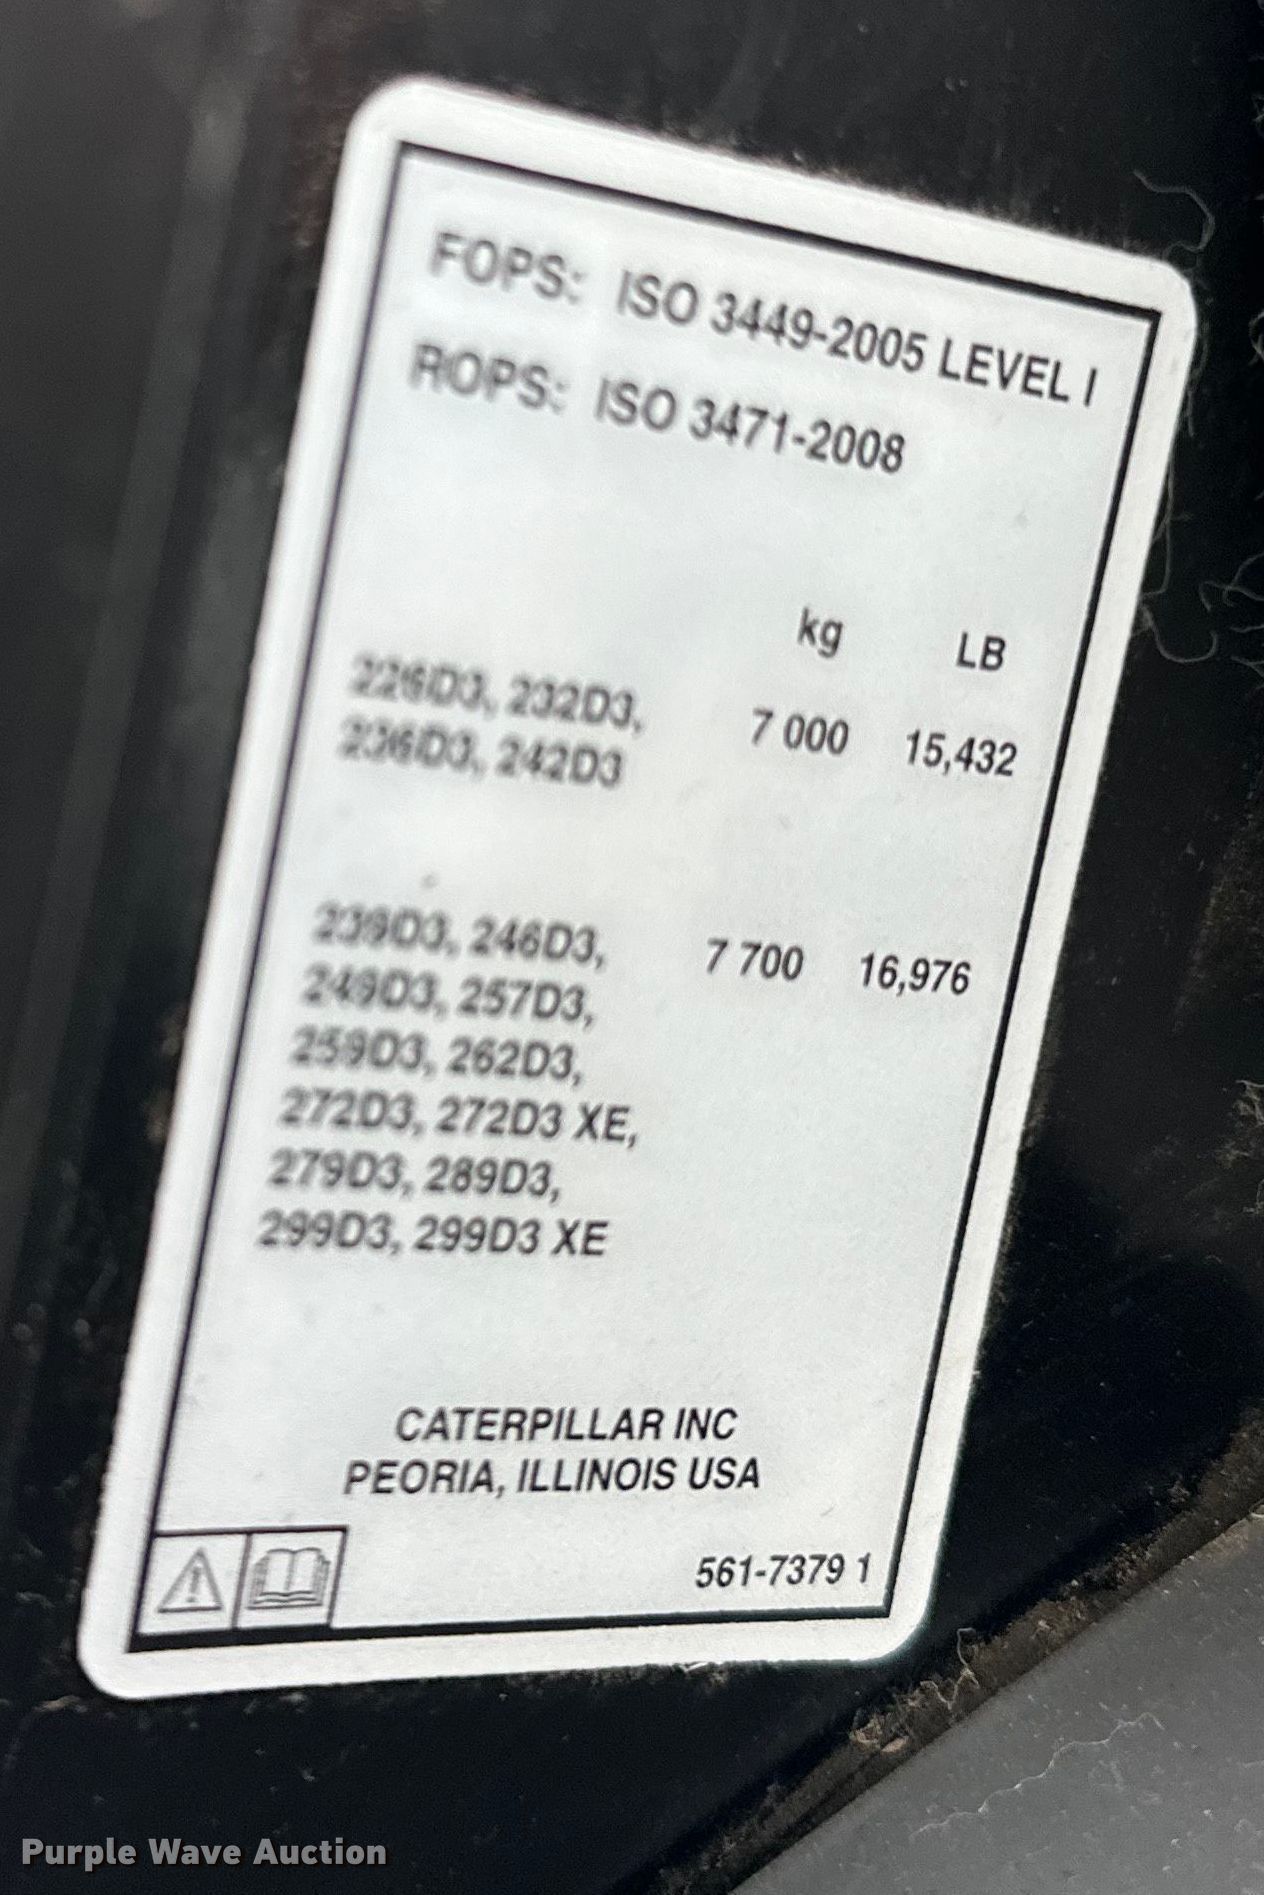 FOPS: ISO 3449-2005 LEVEL I
ROPS: ISO 3471-2008
kg LB
226D3, 232D3, 7 000 15,432
236D3, 242D3
239D3, 246D3, 7 700 16,976
249D3, 257D3,
259D3, 262D3,
272D3, 272D3 XE,
279D3, 289D3,
299D3, 299D3 XE
CATERPILLAR INC
PEORIA, ILLINOIS USA
561-7379 1
Purple Wave Auction